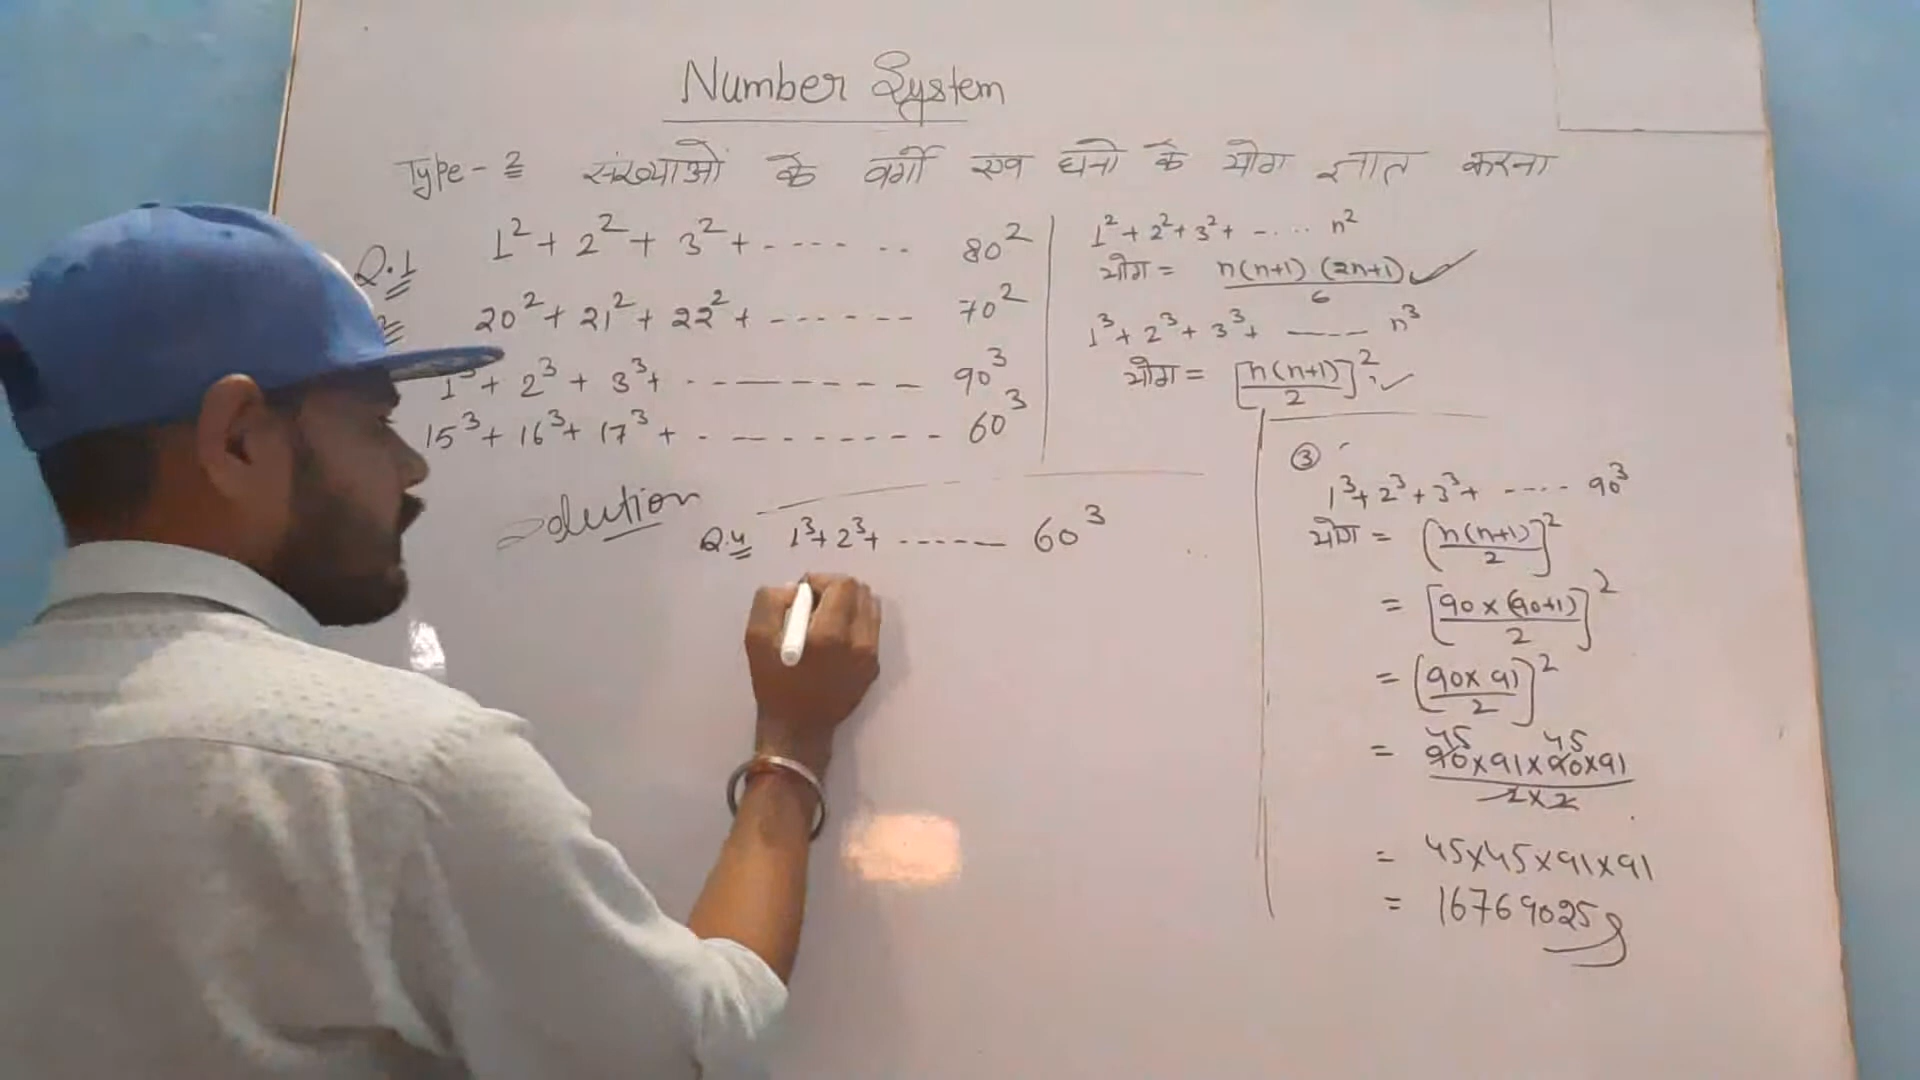 Number System
Type - 2 संख्याओं के वर्गो एव घनो के योग ज्ञात करना
Q.1 1² + 2² + 3² + ---- -- 80²
20² + 21² + 22² + ------ 70²
1³ + 2³ + 3³ + -------- 90³
15³ + 16³ + 17³ + --------- 60³
1² + 2² + 3² + ----- n²
योग = n(n+1) (2n+1)
6
1³ + 2³ + 3³ + ---- n³
योग = [n(n+1)]²
2
Solution
Q.4 1³ + 2³ + ------ 60³
③
1³ + 2³ + 3³ + ---- 90³
योग = [n(n+1)]²
2
= [90 × (90+1)]²
2
= [90 × 91]²
2
45 45
= 90×91×90×91
2×2
= 45×45×91×91
= 16769025